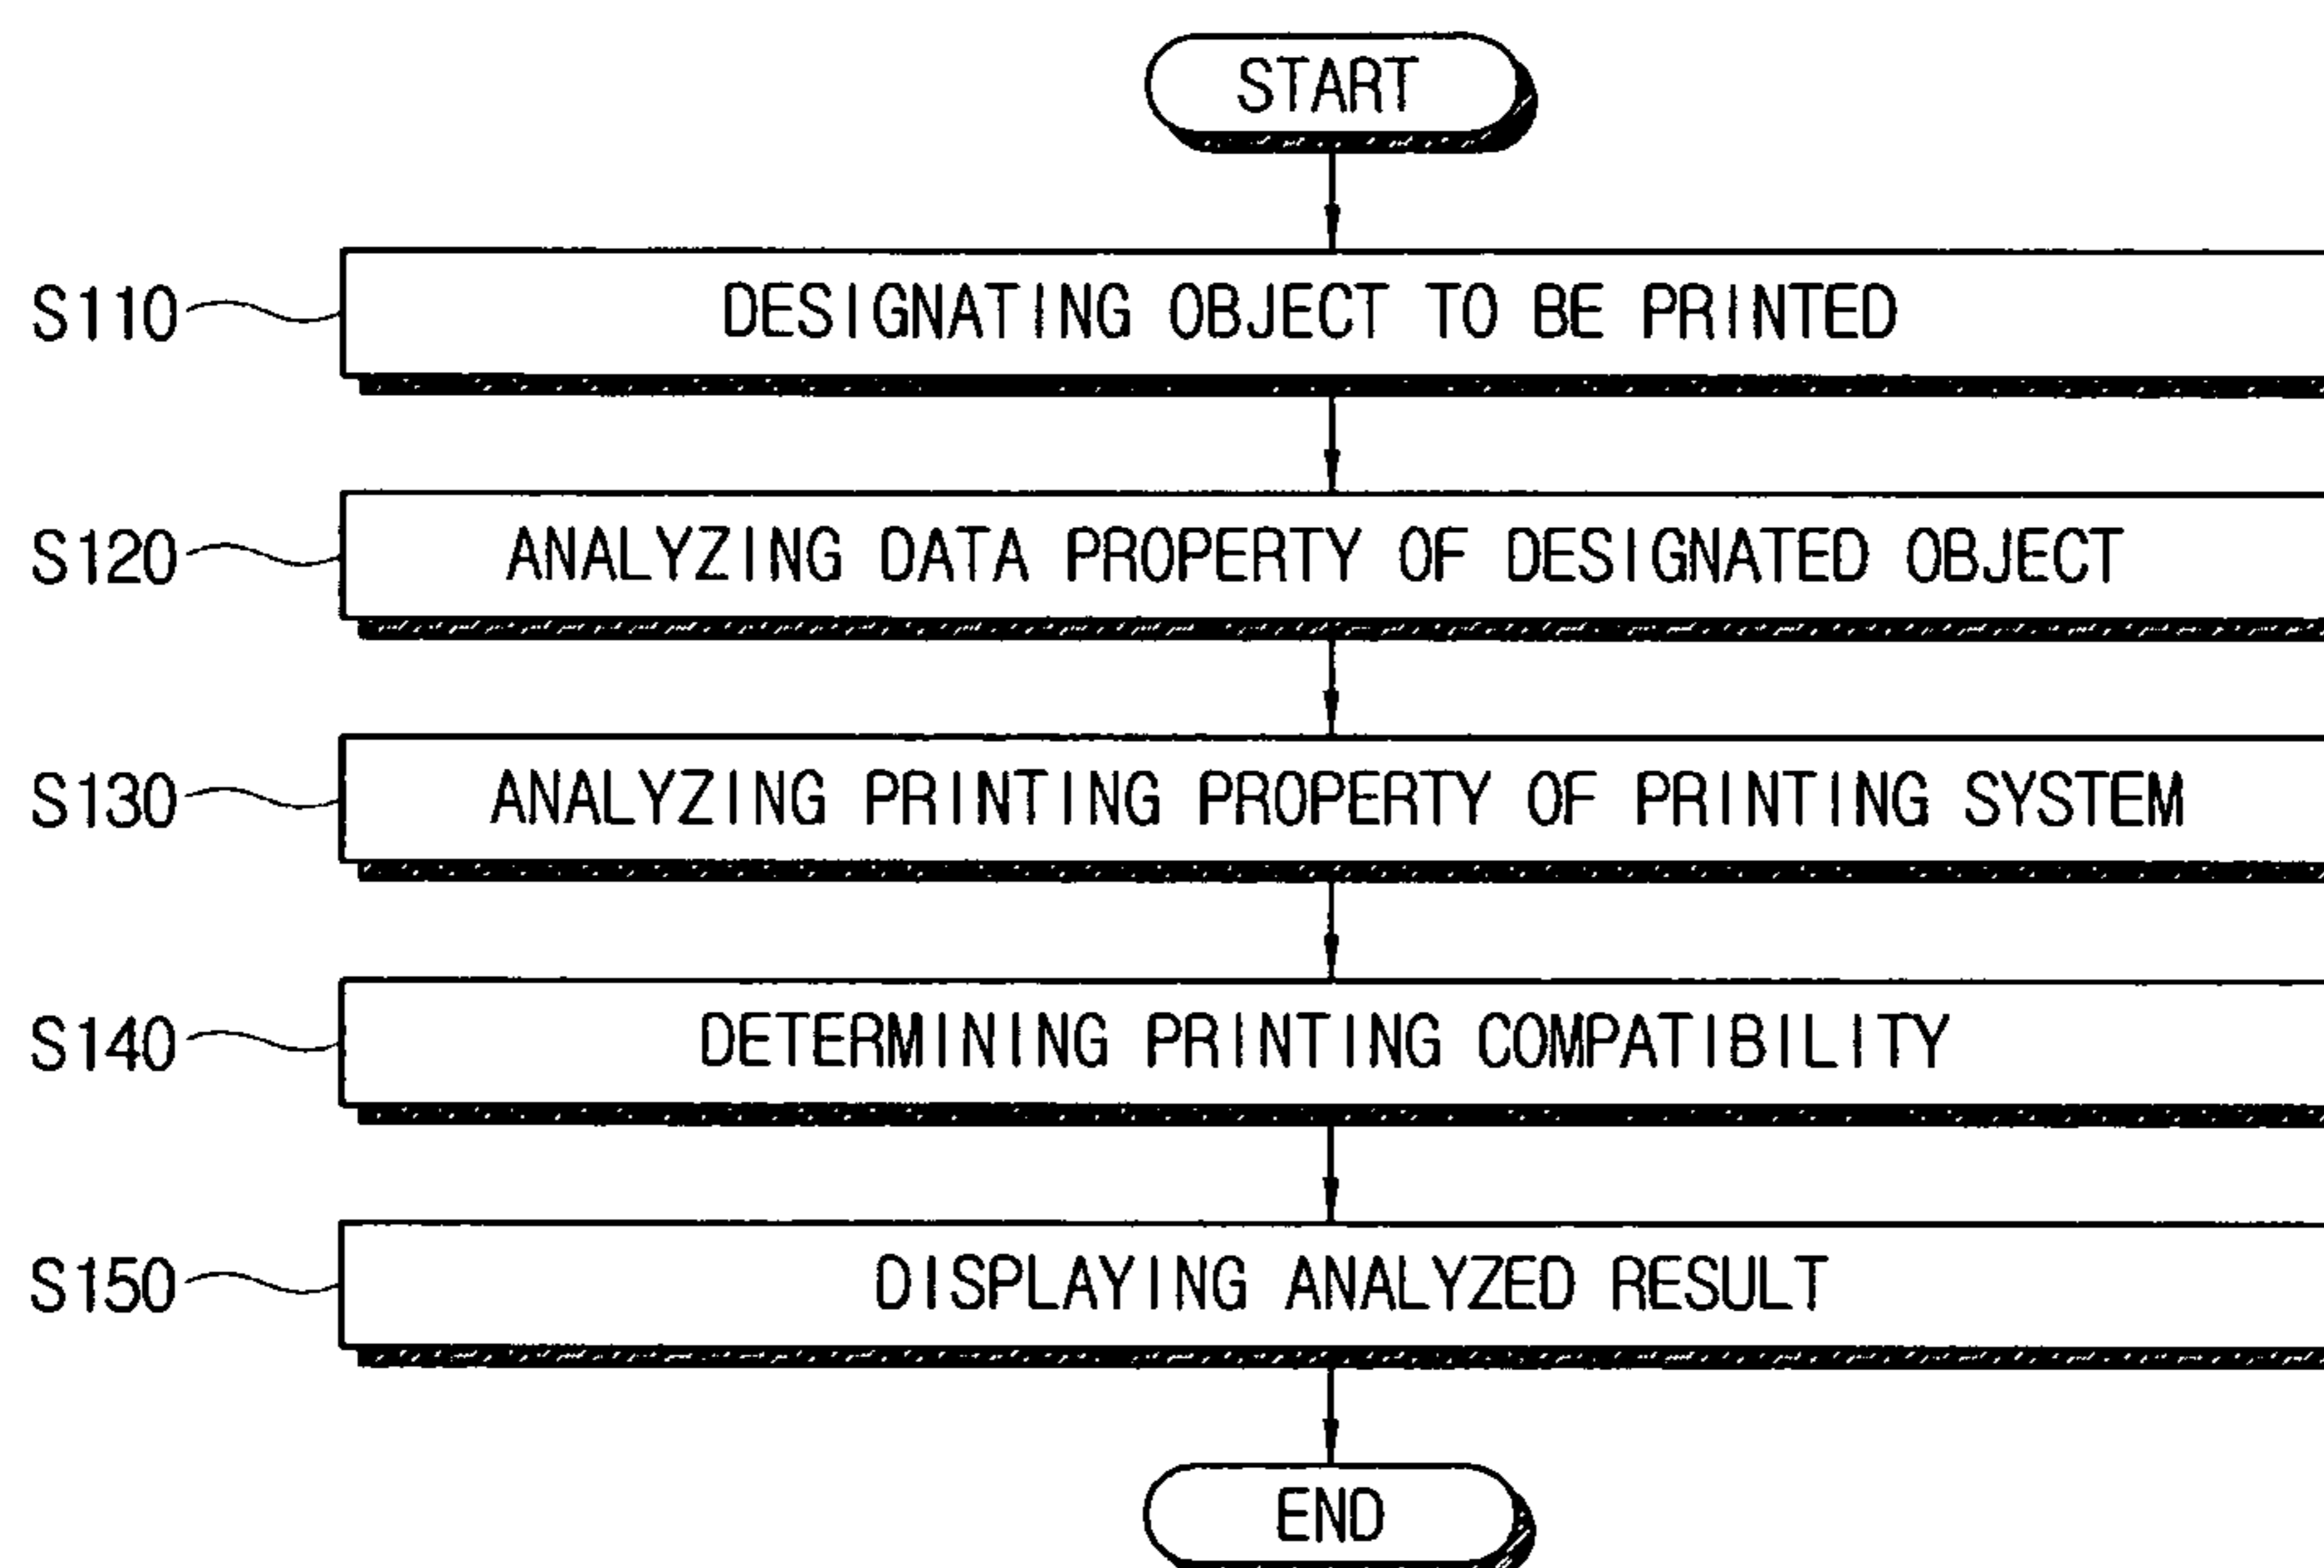 START
S110 DESIGNATING OBJECT TO BE PRINTED
S120 ANALYZING DATA PROPERTY OF DESIGNATED OBJECT
S130 ANALYZING PRINTING PROPERTY OF PRINTING SYSTEM
S140 DETERMINING PRINTING COMPATIBILITY
S150 DISPLAYING ANALYZED RESULT
END